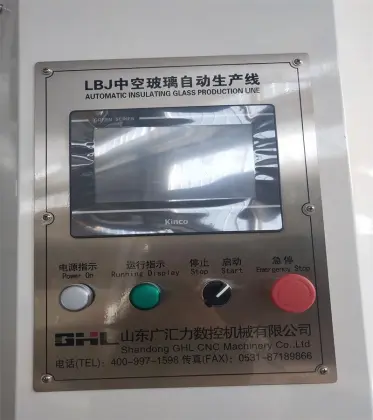 LBJ中空玻璃自动生产线
AUTOMATIC INSULATING GLASS PRODUCTION LINE
Kinco
电源指示 运行指示 停止 启动 急停
Power On Running Display Stop Start Emergency Stop
GHL 山东广汇力数控机械有限公司
Shandong GHL CNC Machinery Co.,Ltd
电话(TEL): 400-997-1598 传真(FAX): 0531-87189866